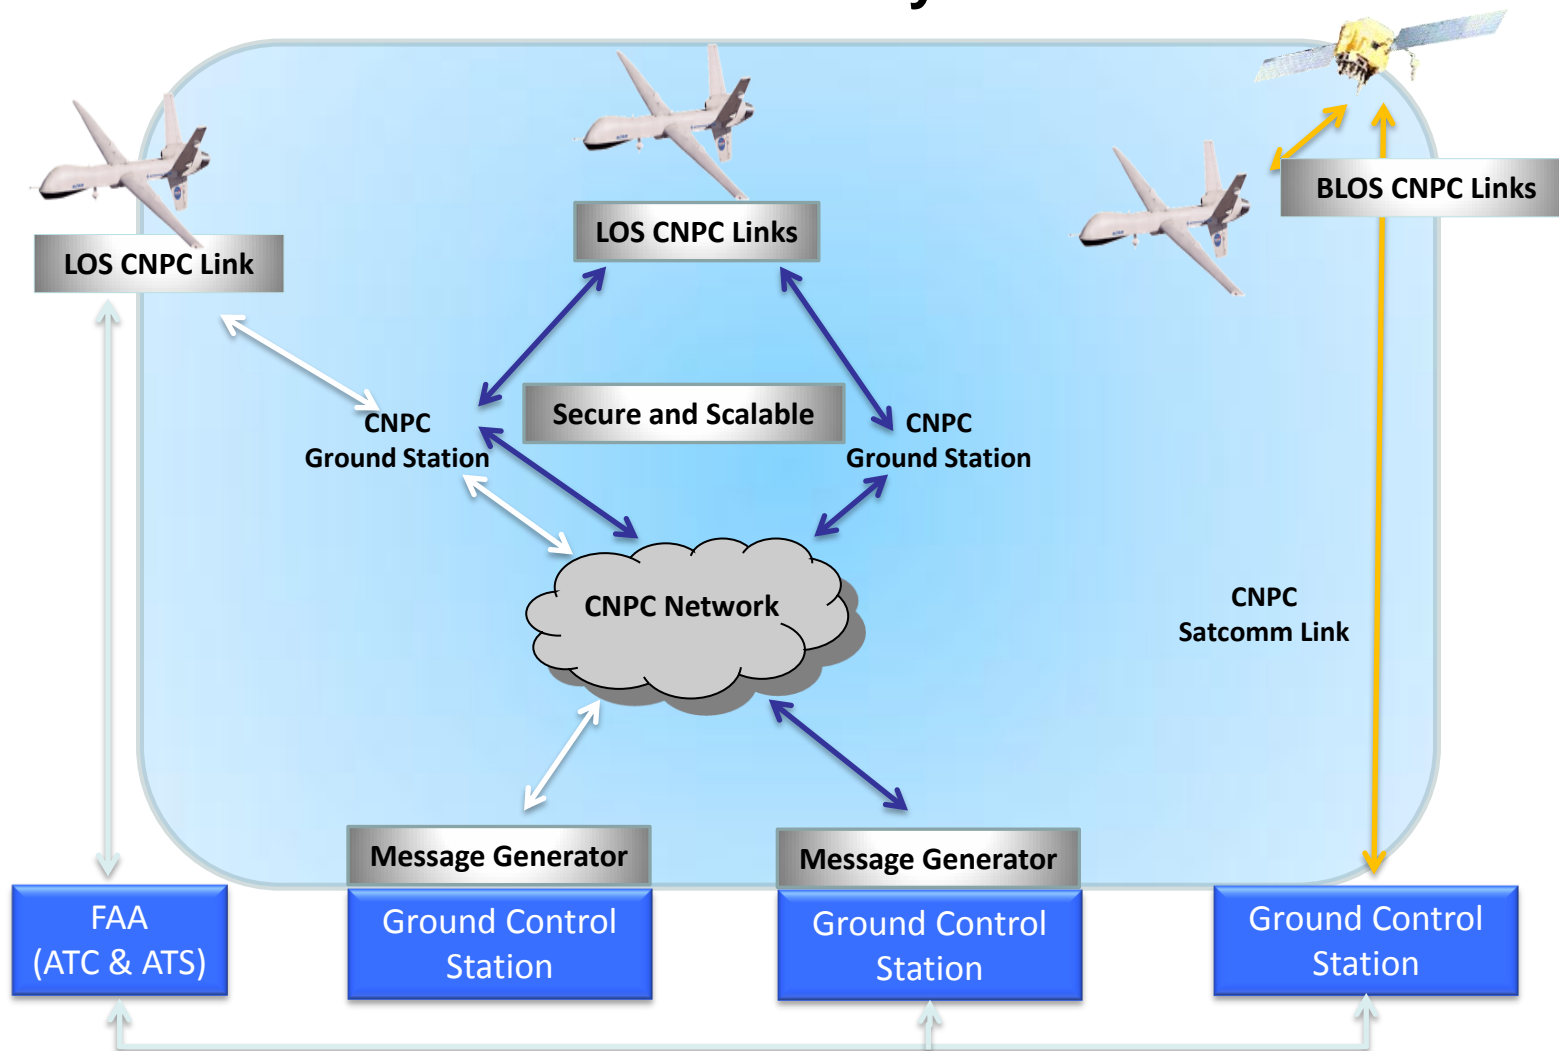 BLOS CNPC Links
LOS CNPC Links
LOS CNPC Link
Secure and Scalable
CNPC
Ground Station
CNPC
Ground Station
CNPC Network
CNPC
Satcomm Link
Message Generator
Message Generator
FAA
(ATC & ATS)
Ground Control
Station
Ground Control
Station
Ground Control
Station